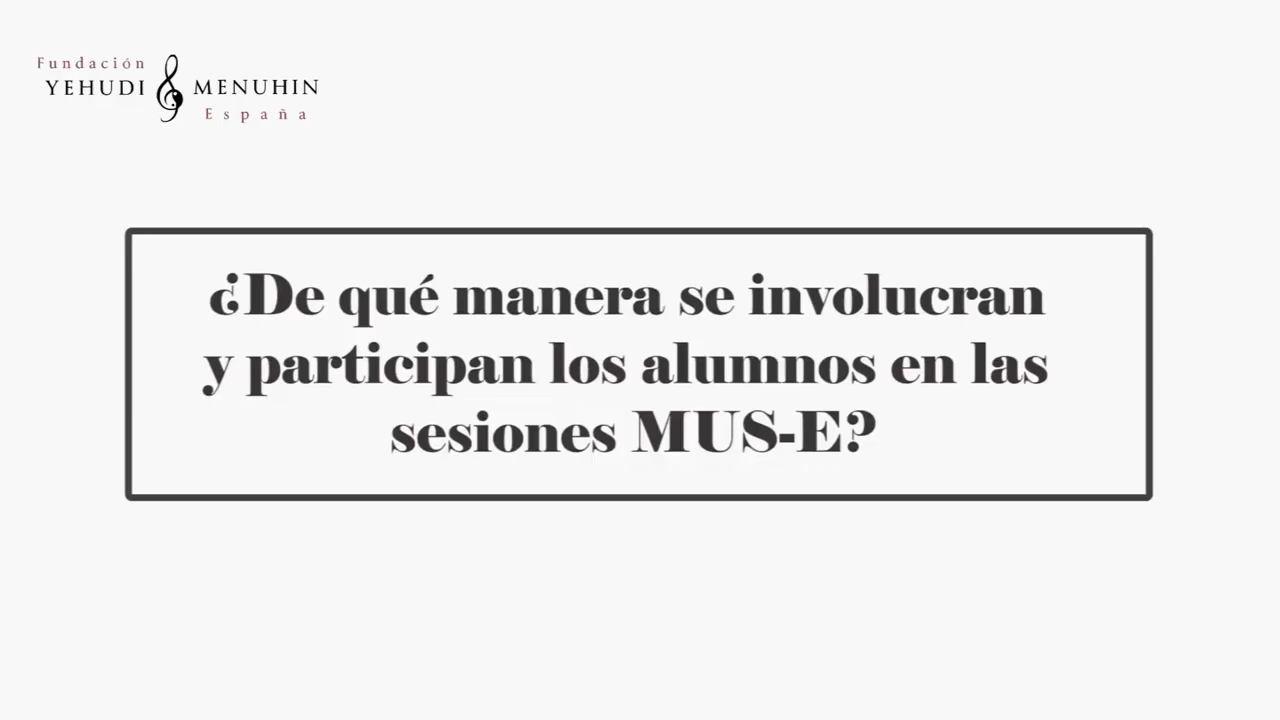 Fundación
YEHUDI MENUHIN
España
¿De qué manera se involucran
y participan los alumnos en las
sesiones MUS-E?